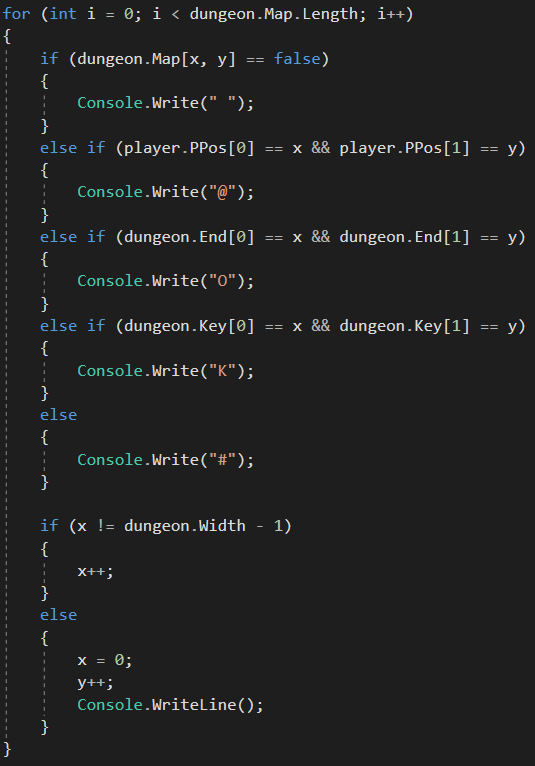 for (int i = 0; i < dungeon.Map.Length; i++)
{
    if (dungeon.Map[x, y] == false)
    {
        Console.Write(" ");
    }
    else if (player.PPos[0] == x && player.PPos[1] == y)
    {
        Console.Write("@");
    }
    else if (dungeon.End[0] == x && dungeon.End[1] == y)
    {
        Console.Write("O");
    }
    else if (dungeon.Key[0] == x && dungeon.Key[1] == y)
    {
        Console.Write("K");
    }
    else
    {
        Console.Write("#");
    }

    if (x != dungeon.Width - 1)
    {
        x++;
    }
    else
    {
        x = 0;
        y++;
        Console.WriteLine();
    }
}